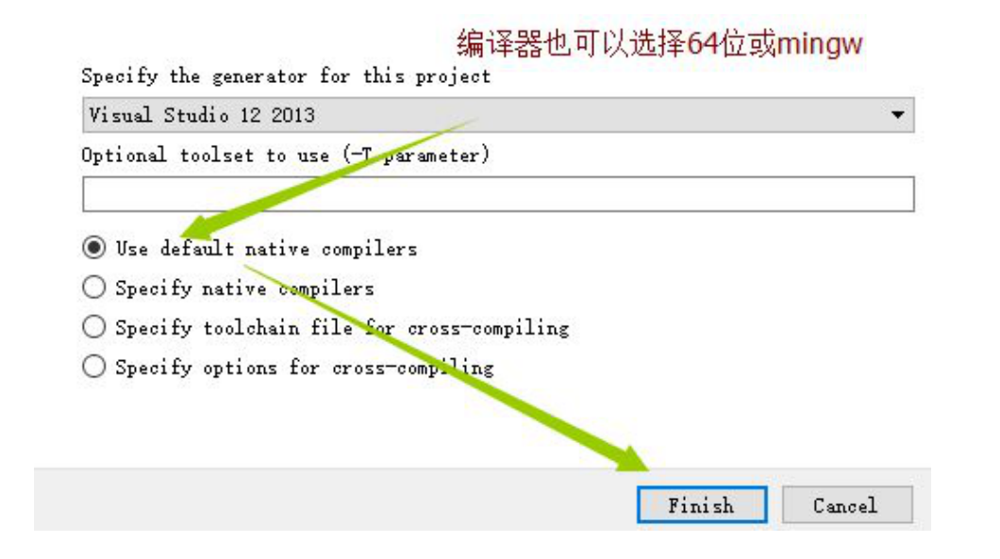 编译器也可以选择64位或mingw
Specify the generator for this project
Visual Studio 12 2013
Optional toolset to use (-T parameter)
Use default native compilers
Specify native compilers
Specify toolchain file for cross-compiling
Specify options for cross-compiling
Finish Cancel